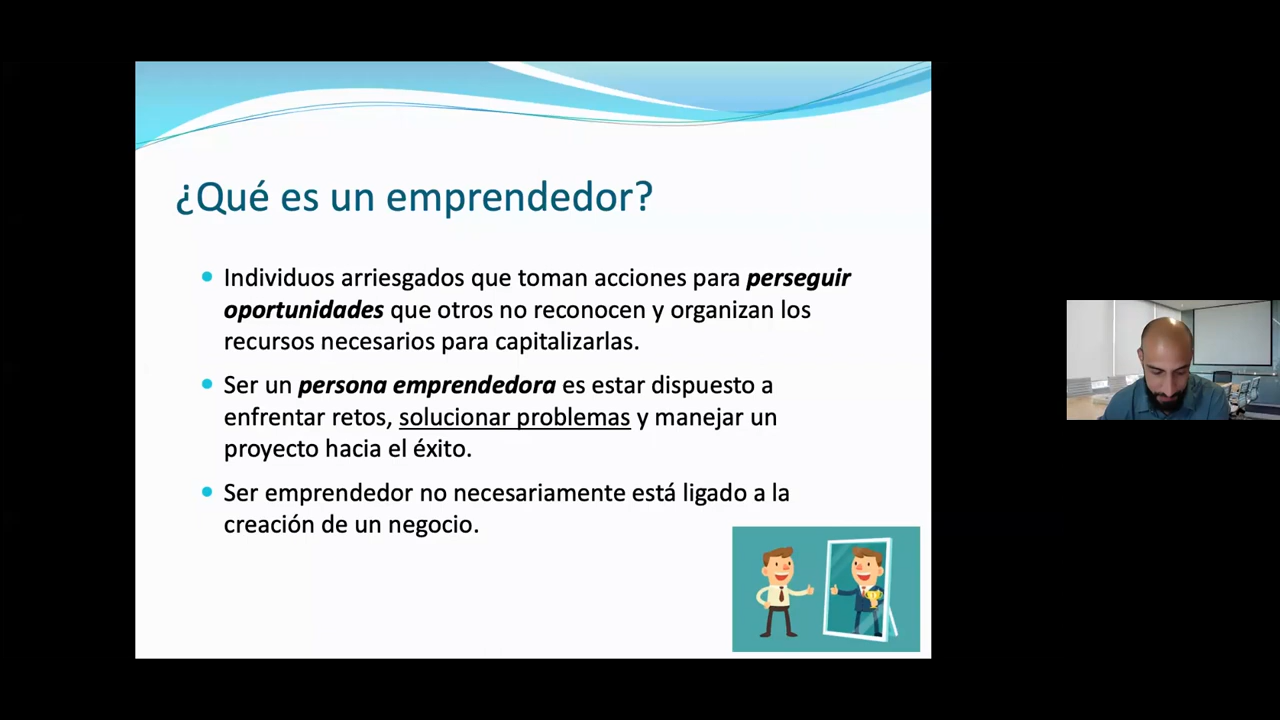 ¿Qué es un emprendedor?
Individuos arriesgados que toman acciones para perseguir
oportunidades que otros no reconocen y organizan los
recursos necesarios para capitalizarlas.
Ser un persona emprendedora es estar dispuesto a
enfrentar retos, solucionar problemas y manejar un
proyecto hacia el éxito.
Ser emprendedor no necesariamente está ligado a la
creación de un negocio.